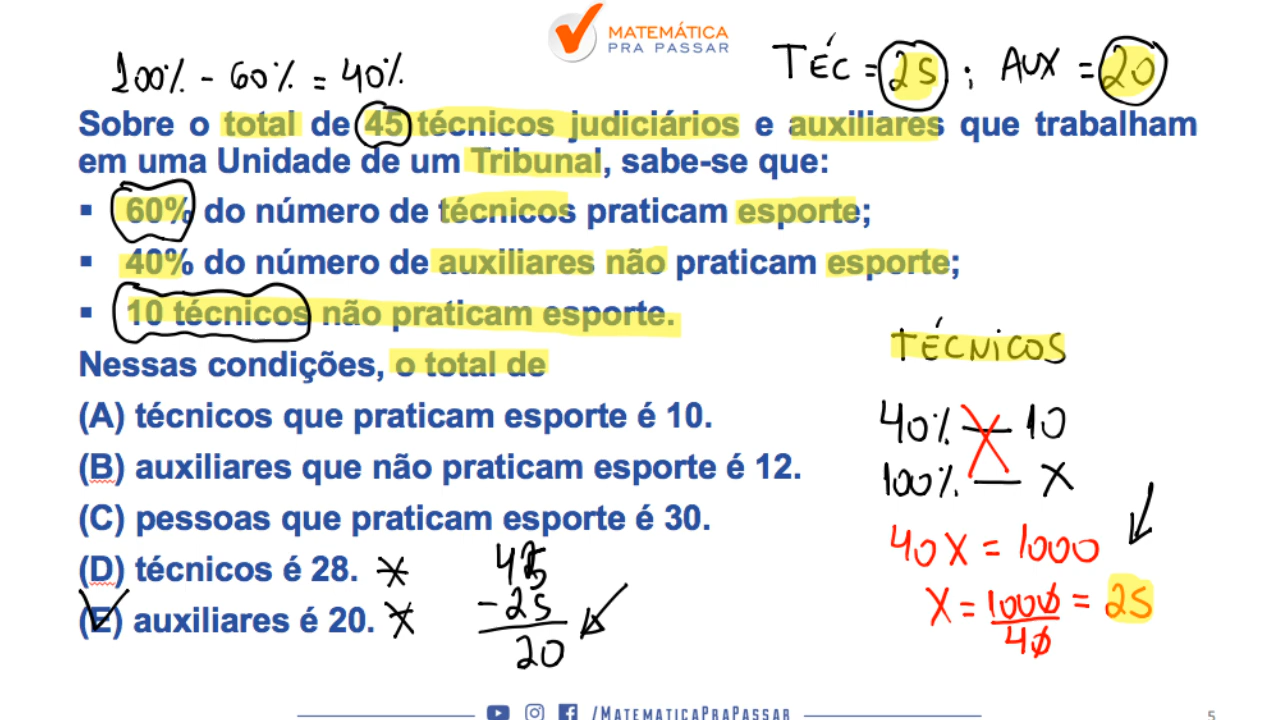 MATEMÁTICA
PRA PASSAR
100% - 60% = 40%
TÉC = 25 ; AUX = 20
Sobre o total de 45 técnicos judiciários e auxiliares que trabalham
em uma Unidade de um Tribunal, sabe-se que:
▪ 60% do número de técnicos praticam esporte;
▪ 40% do número de auxiliares não praticam esporte;
▪ 10 técnicos não praticam esporte.
Nessas condições, o total de
(A) técnicos que praticam esporte é 10.
(B) auxiliares que não praticam esporte é 12.
(C) pessoas que praticam esporte é 30.
(D) técnicos é 28.
(E) auxiliares é 20.
45
- 25
20
TÉCNICOS
40% — 10
100% — X
40X = 1000
X = 1000 = 25
40
/MATEMATICAPRAPASSAR
5